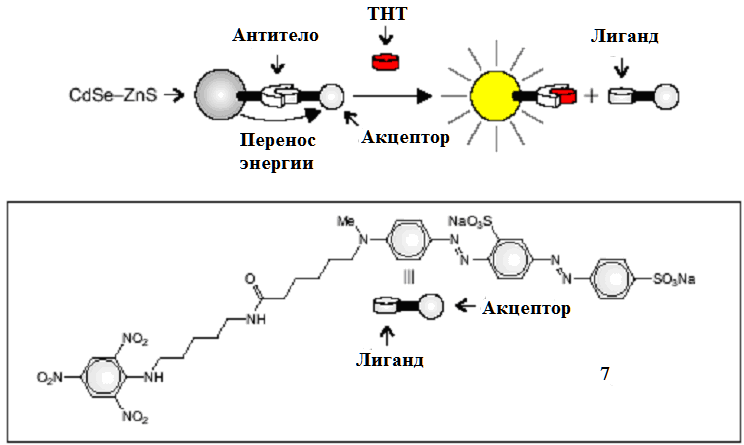 ТНТ
Антитело
Лиганд
CdSe–ZnS
Перенос
энергии
Акцептор
Me
N
NaO₃S
N
N
N
N
SO₃Na
O
NH
Акцептор
Лиганд
NO₂
O₂N
NH
NO₂
7